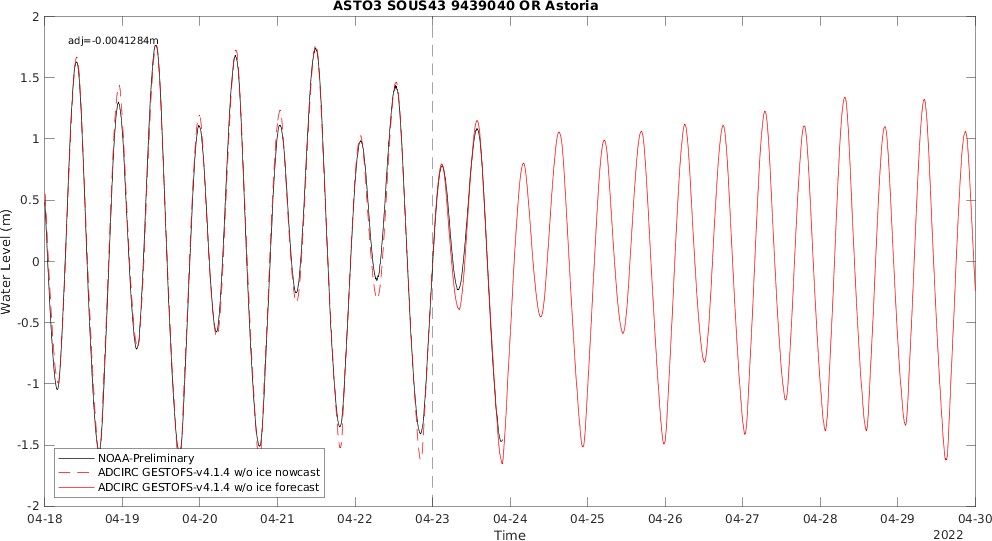 ASTO3 SOUS43 9439040 OR Astoria
adj=-0.0041284m
Water Level (m)
2
1.5
1
0.5
0
-0.5
-1
-1.5
-2
NOAA-Preliminary
ADCIRC GESTOFS-v4.1.4 w/o ice nowcast
ADCIRC GESTOFS-v4.1.4 w/o ice forecast
04-18 04-19 04-20 04-21 04-22 04-23 04-24 04-25 04-26 04-27 04-28 04-29 04-30
Time
2022